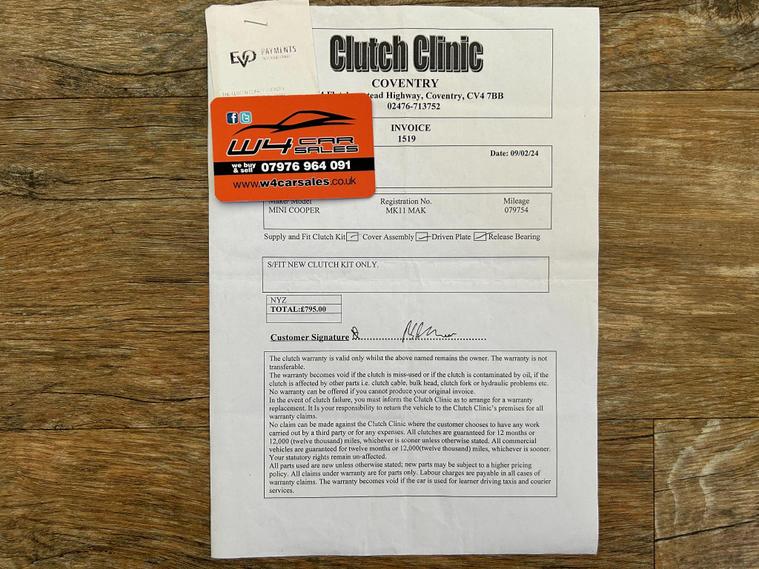 EVO PAYMENTS
Clutch Clinic
COVENTRY
Highway, Coventry, CV4 7BB
02476-713752
INVOICE
1519
Date: 09/02/24
W4 CAR SALES
we buy & sell 07976 964 091
www.w4carsales.co.uk
Maker Model Registration No. Mileage
MINI COOPER MK11 MAK 079754
Supply and Fit Clutch Kit Cover Assembly Driven Plate Release Bearing
S/FIT NEW CLUTCH KIT ONLY.
NYZ
TOTAL:£795.00
Customer Signature
The clutch warranty is valid only whilst the above named remains the owner. The warranty is not
transferable.
The warranty becomes void if the clutch is miss-used or if the clutch is contaminated by oil, if the
clutch is affected by other parts i.e. clutch cable, bulk head, clutch fork or hydraulic problems etc.
No warranty can be offered if you cannot produce your original invoice.
In the event of clutch failure, you must inform the Clutch Clinic as to arrange for a warranty
replacement. It Is your responsibility to return the vehicle to the Clutch Clinic's premises for all
warranty claims.
No claim can be made against the Clutch Clinic where the customer chooses to have any work
carried out by a third party or for any expenses. All clutches are guaranteed for 12 months or
12,000 (twelve thousand) miles, whichever is sooner unless otherwise stated. All commercial
vehicles are guaranteed for twelve months or 12,000(twelve thousand) miles, whichever is sooner.
Your statutory rights remain un-affected.
All parts used are new unless otherwise stated; new parts may be subject to a higher pricing
policy. All claims under warranty are for parts only. Labour charges are payable in all cases of
warranty claims. The warranty becomes void if the car is used for learner driving taxis and courier
services.